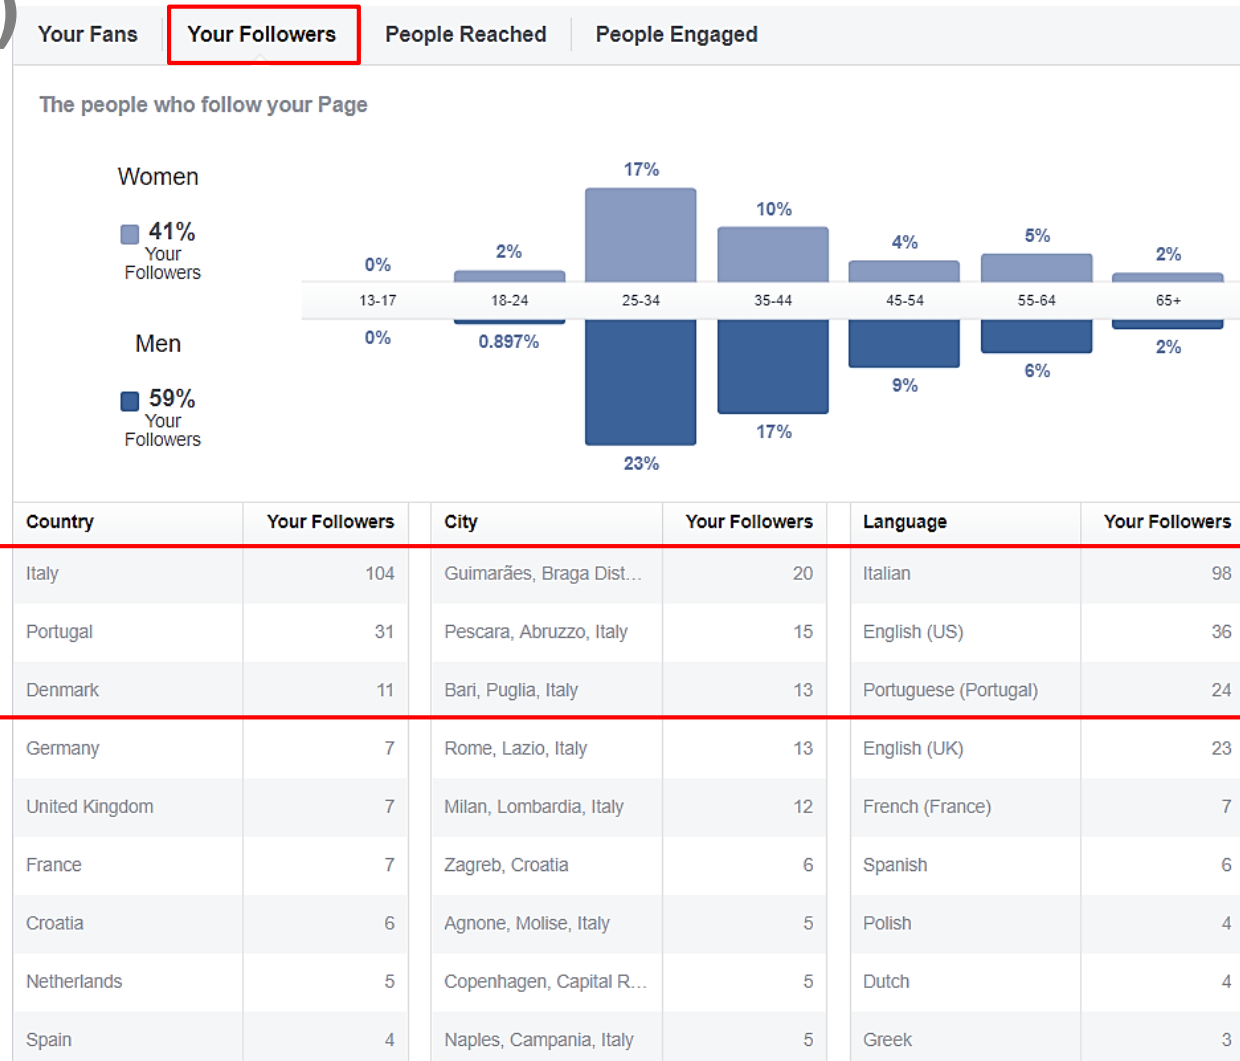 )
Your Fans Your Followers People Reached People Engaged
The people who follow your Page
Women
41%
Your
Followers
17%
10%
4%
5%
2%
2%
0%
13-17 18-24 25-34 35-44 45-54 55-64 65+
Men
59%
Your
Followers
0%
0.897%
23%
17%
9%
6%
2%
Country Your Followers City Your Followers Language Your Followers
Italy 104 Guimarães, Braga Dist... 20 Italian 98
Portugal 31 Pescara, Abruzzo, Italy 15 English (US) 36
Denmark 11 Bari, Puglia, Italy 13 Portuguese (Portugal) 24
Germany 7 Rome, Lazio, Italy 13 English (UK) 23
United Kingdom 7 Milan, Lombardia, Italy 12 French (France) 7
France 7 Zagreb, Croatia 6 Spanish 6
Croatia 6 Agnone, Molise, Italy 5 Polish 4
Netherlands 5 Copenhagen, Capital R... 5 Dutch 4
Spain 4 Naples, Campania, Italy 5 Greek 3